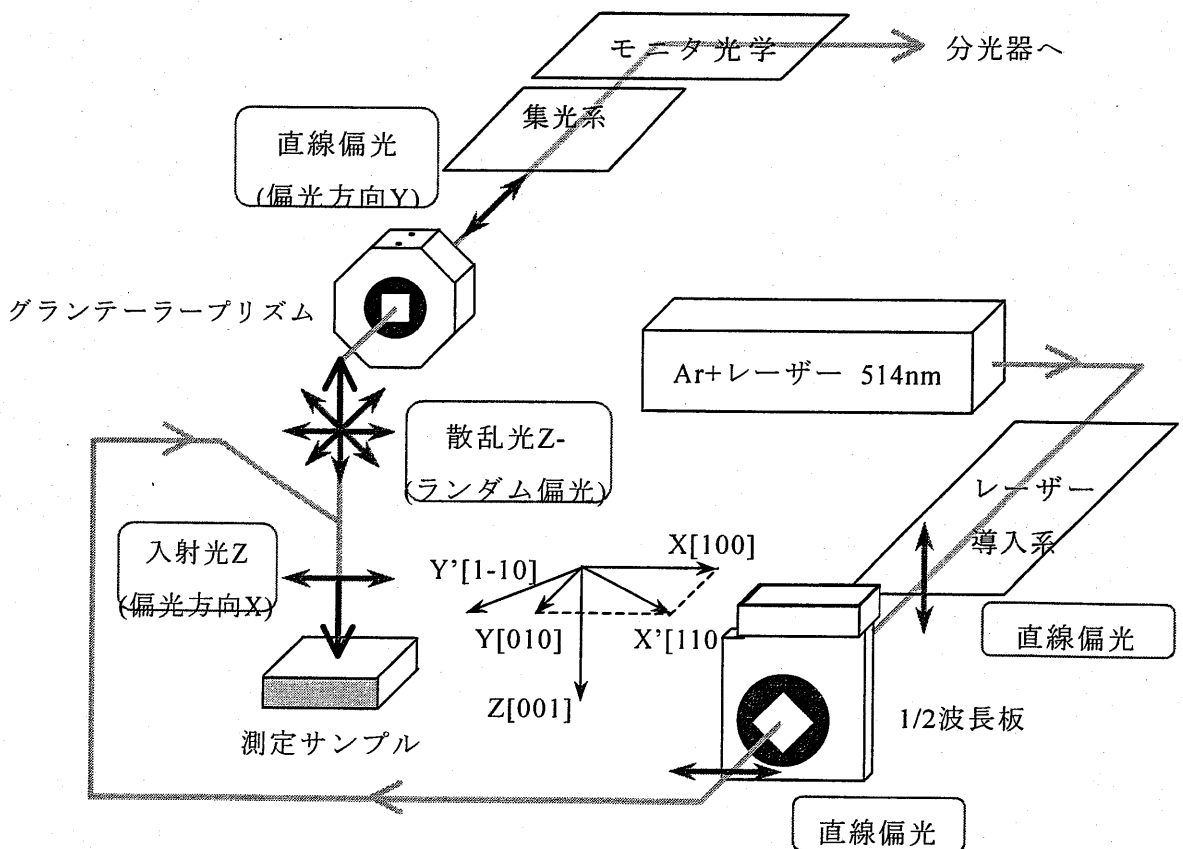 モニタ光学
分光器へ
集光系
直線偏光
(偏光方向Y)
グランテーラープリズム
Ar+レーザー 514nm
散乱光Z-
(ランダム偏光)
レーザー
導入系
入射光Z
(偏光方向X)
X[100]
Y'[1-10]
Y[010]
X'[110
Z[001]
直線偏光
1/2波長板
測定サンプル
直線偏光